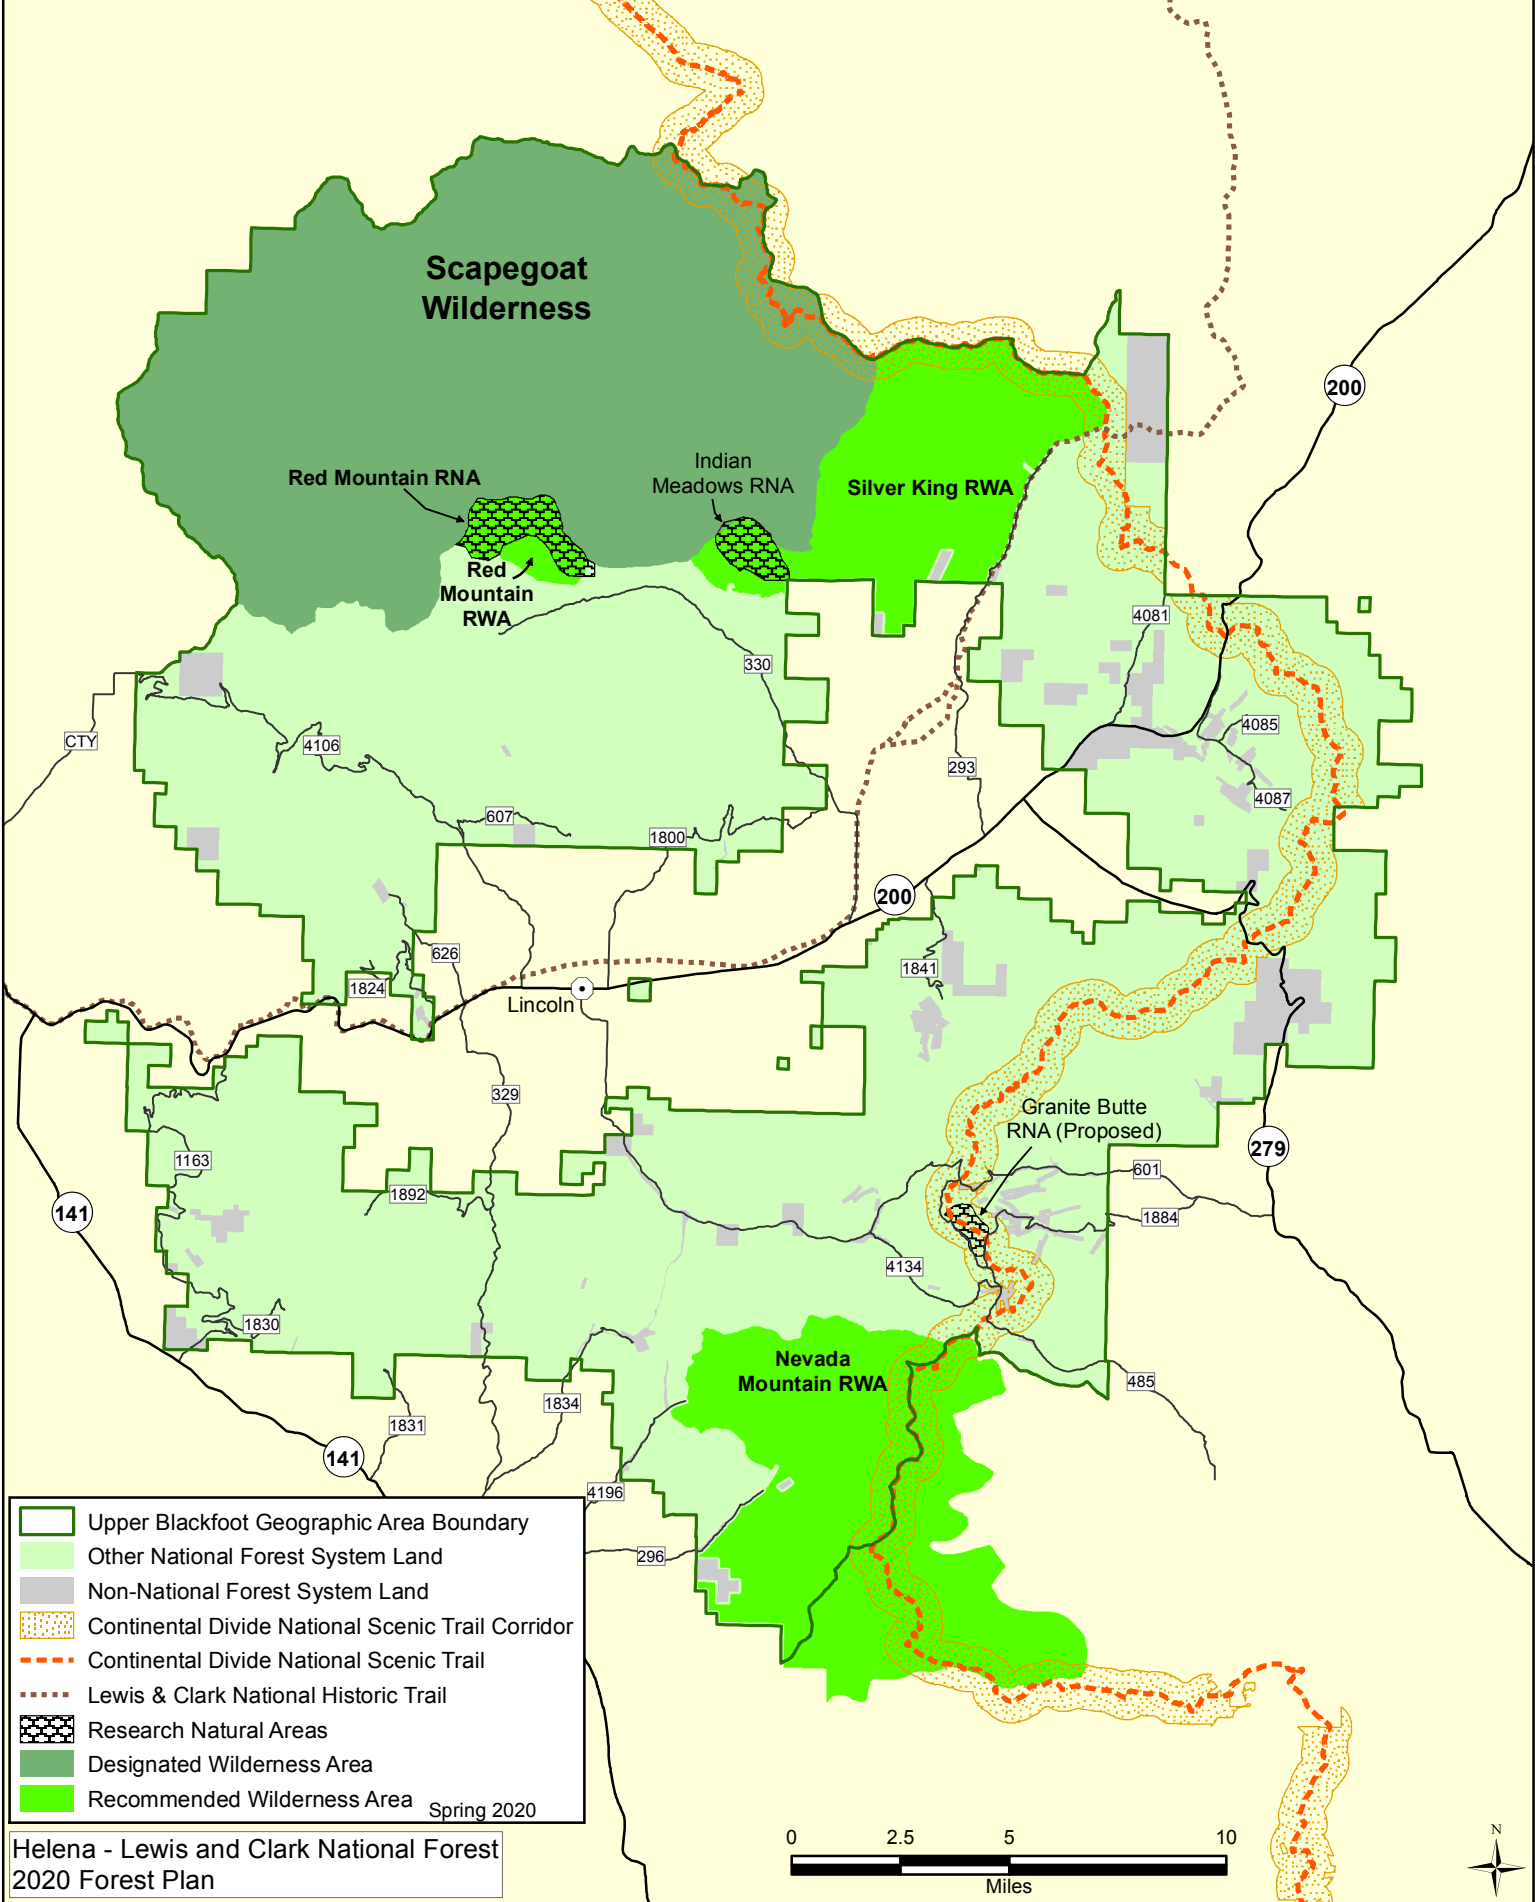 Scapegoat
Wilderness
200
Red Mountain RNA
Indian
Meadows RNA
Silver King RWA
Red
Mountain
RWA
4081
330
4085
CTY
4106
293
4087
607
1800
200
626
1841
1824
Lincoln
329
Granite Butte
RNA (Proposed)
279
1163
601
1892
141
1884
4134
1830
Nevada
Mountain RWA
485
1834
1831
141
4196
296
Upper Blackfoot Geographic Area Boundary
Other National Forest System Land
Non-National Forest System Land
Continental Divide National Scenic Trail Corridor
Continental Divide National Scenic Trail
Lewis & Clark National Historic Trail
Research Natural Areas
Designated Wilderness Area
Recommended Wilderness Area
Spring 2020
Helena - Lewis and Clark National Forest
2020 Forest Plan
0 2.5 5 10
Miles
N